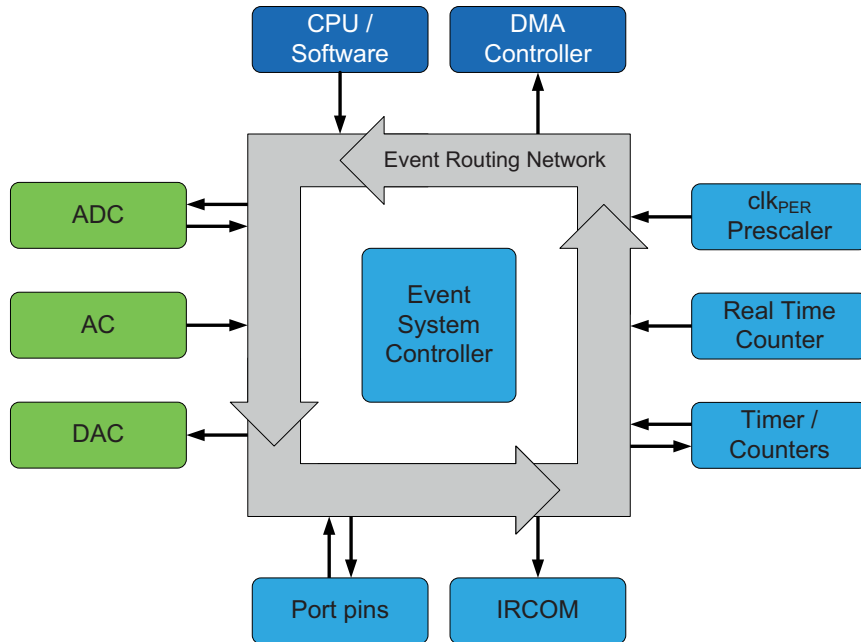 CPU /
Software
DMA
Controller
Event Routing Network
ADC
clkPER
Prescaler
AC
Event
System
Controller
Real Time
Counter
DAC
Timer /
Counters
Port pins
IRCOM